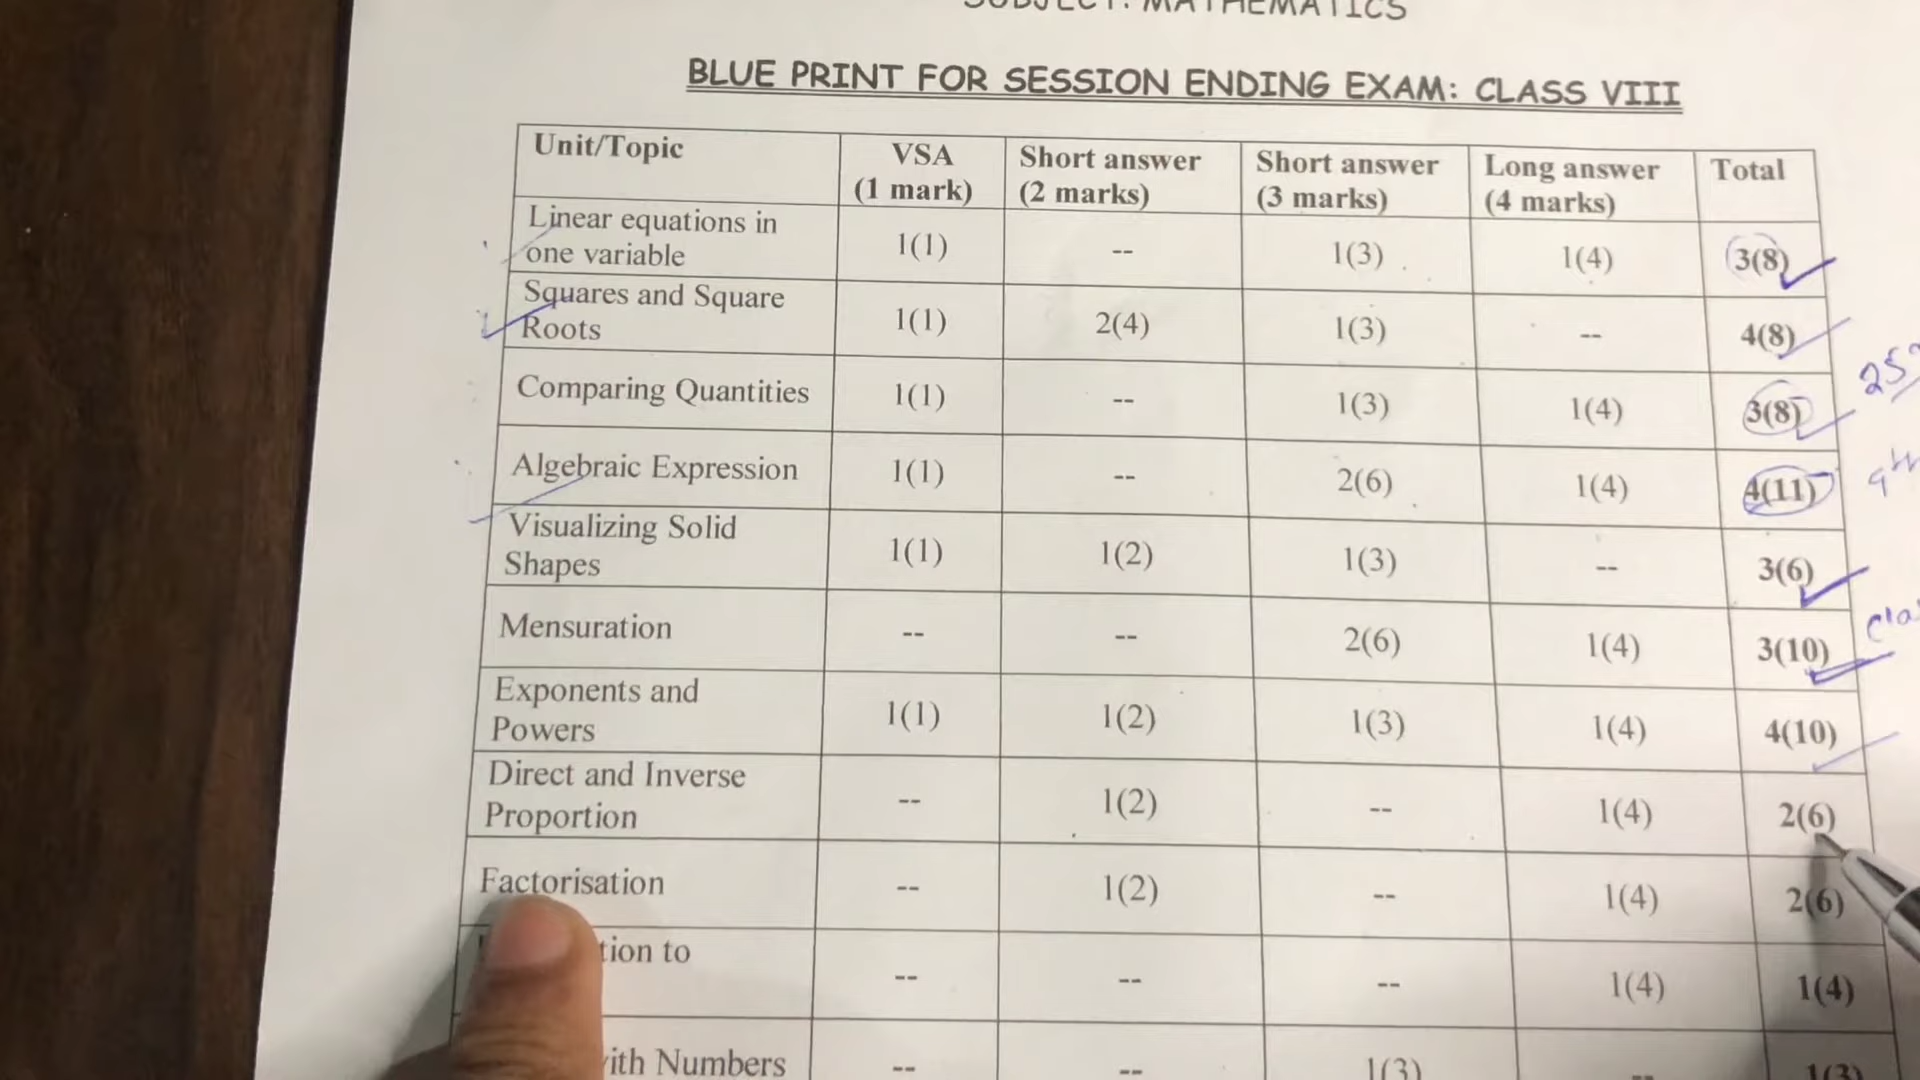 SUBJECT: MATHEMATICS
BLUE PRINT FOR SESSION ENDING EXAM: CLASS VIII
Unit/Topic VSA (1 mark) Short answer (2 marks) Short answer (3 marks) Long answer (4 marks) Total
Linear equations in one variable 1(1) -- 1(3) 1(4) 3(8)
Squares and Square Roots 1(1) 2(4) 1(3) -- 4(8)
Comparing Quantities 1(1) -- 1(3) 1(4) 3(8)
Algebraic Expression 1(1) -- 2(6) 1(4) 4(11)
Visualizing Solid Shapes 1(1) 1(2) 1(3) -- 3(6)
Mensuration -- -- 2(6) 1(4) 3(10)
Exponents and Powers 1(1) 1(2) 1(3) 1(4) 4(10)
Direct and Inverse Proportion -- 1(2) -- 1(4) 2(6)
Factorisation -- 1(2) -- 1(4) 2(6)
to -- -- -- 1(4) 1(4)
Numbers -- -- 1(3) -- 1(3)